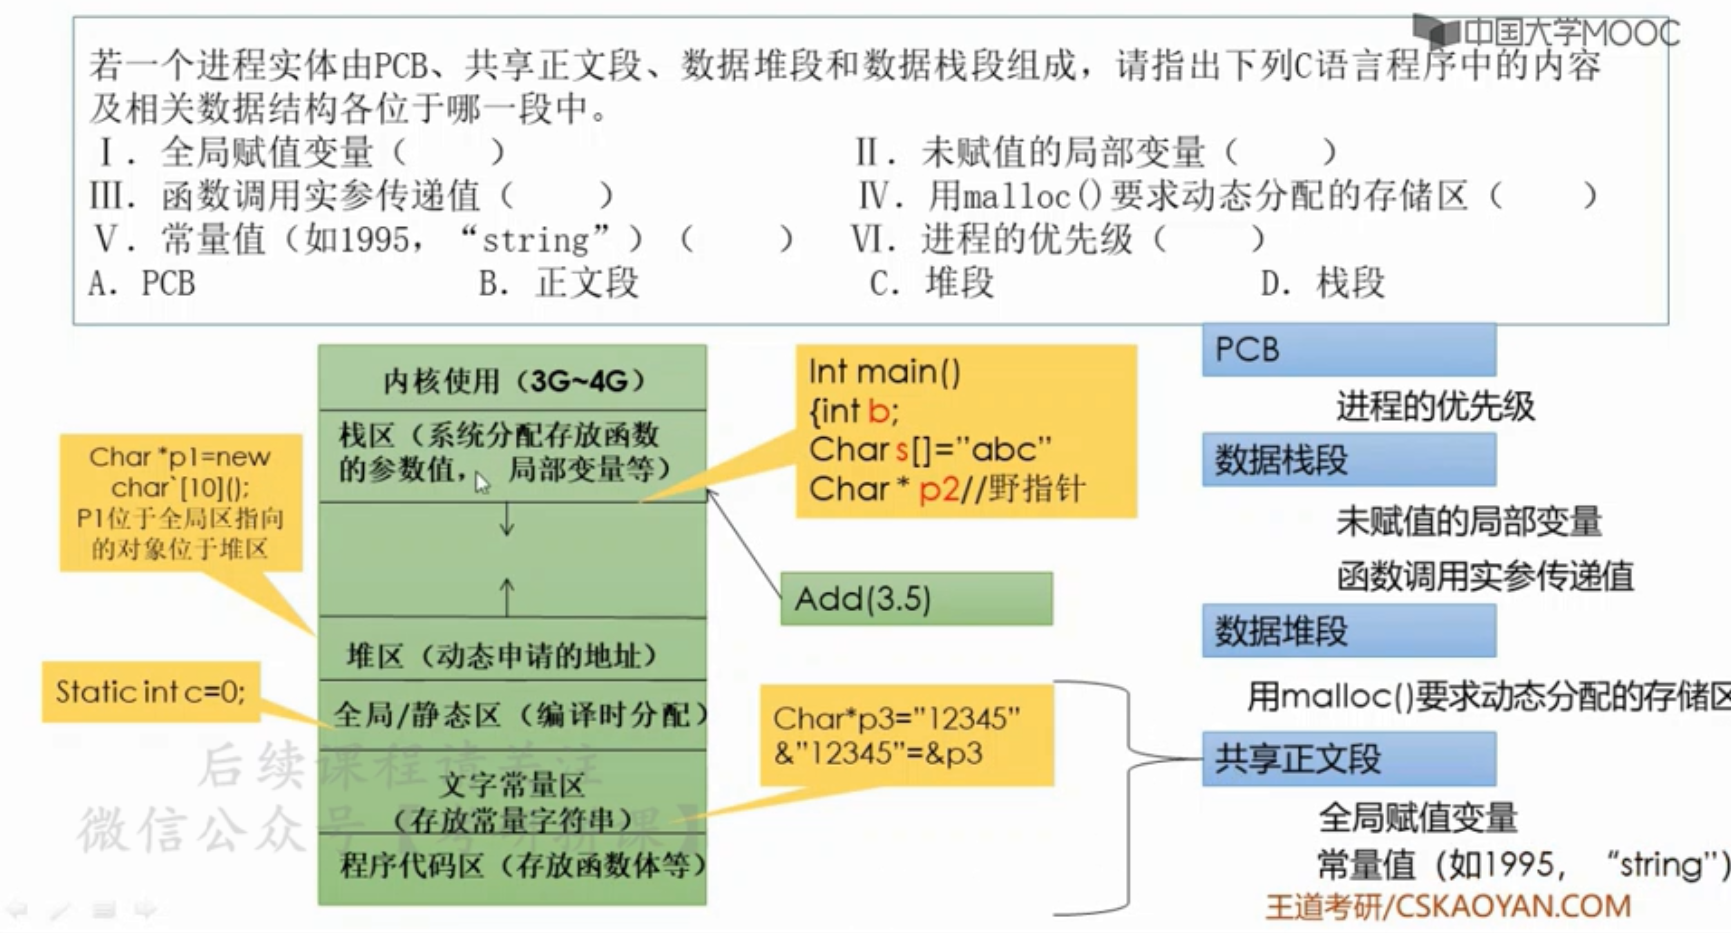 中国大学MOOC
若一个进程实体由PCB、共享正文段、数据堆段和数据栈段组成，请指出下列C语言程序中的内容
及相关数据结构各位于哪一段中。
Ⅰ. 全局赋值变量（　　） Ⅱ. 未赋值的局部变量（　　）
Ⅲ. 函数调用实参传递值（　　） Ⅳ. 用malloc()要求动态分配的存储区（　　）
Ⅴ. 常量值（如1995，“string”）（　　） Ⅵ. 进程的优先级（　　）
A. PCB B. 正文段 C. 堆段 D. 栈段
内核使用（3G~4G）
栈区（系统分配存放函数
的参数值， 局部变量等）
堆区（动态申请的地址）
全局/静态区（编译时分配）
文字常量区
（存放常量字符串）
程序代码区（存放函数体等）
Char *p1=new
char`[10]();
P1位于全局区指向
的对象位于堆区
Static int c=0;
Int main()
{int b;
Char s[]=”abc”
Char * p2//野指针
Add(3.5)
Char*p3=”12345”
&”12345”=&p3
PCB
进程的优先级
数据栈段
未赋值的局部变量
函数调用实参传递值
数据堆段
用malloc()要求动态分配的存储区
共享正文段
全局赋值变量
常量值（如1995， “string”）
王道考研/CSKAOYAN.COM
后续课程请关注
微信公众号【